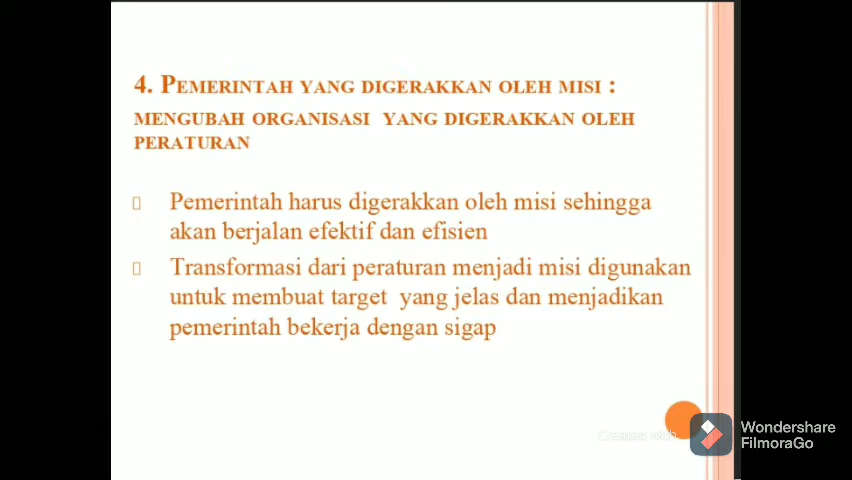 4. PEMERINTAH YANG DIGERAKKAN OLEH MISI :
MENGUBAH ORGANISASI YANG DIGERAKKAN OLEH
PERATURAN
Pemerintah harus digerakkan oleh misi sehingga
akan berjalan efektif dan efisien
Transformasi dari peraturan menjadi misi digunakan
untuk membuat target yang jelas dan menjadikan
pemerintah bekerja dengan sigap
Created with
Wondershare
FilmoraGo